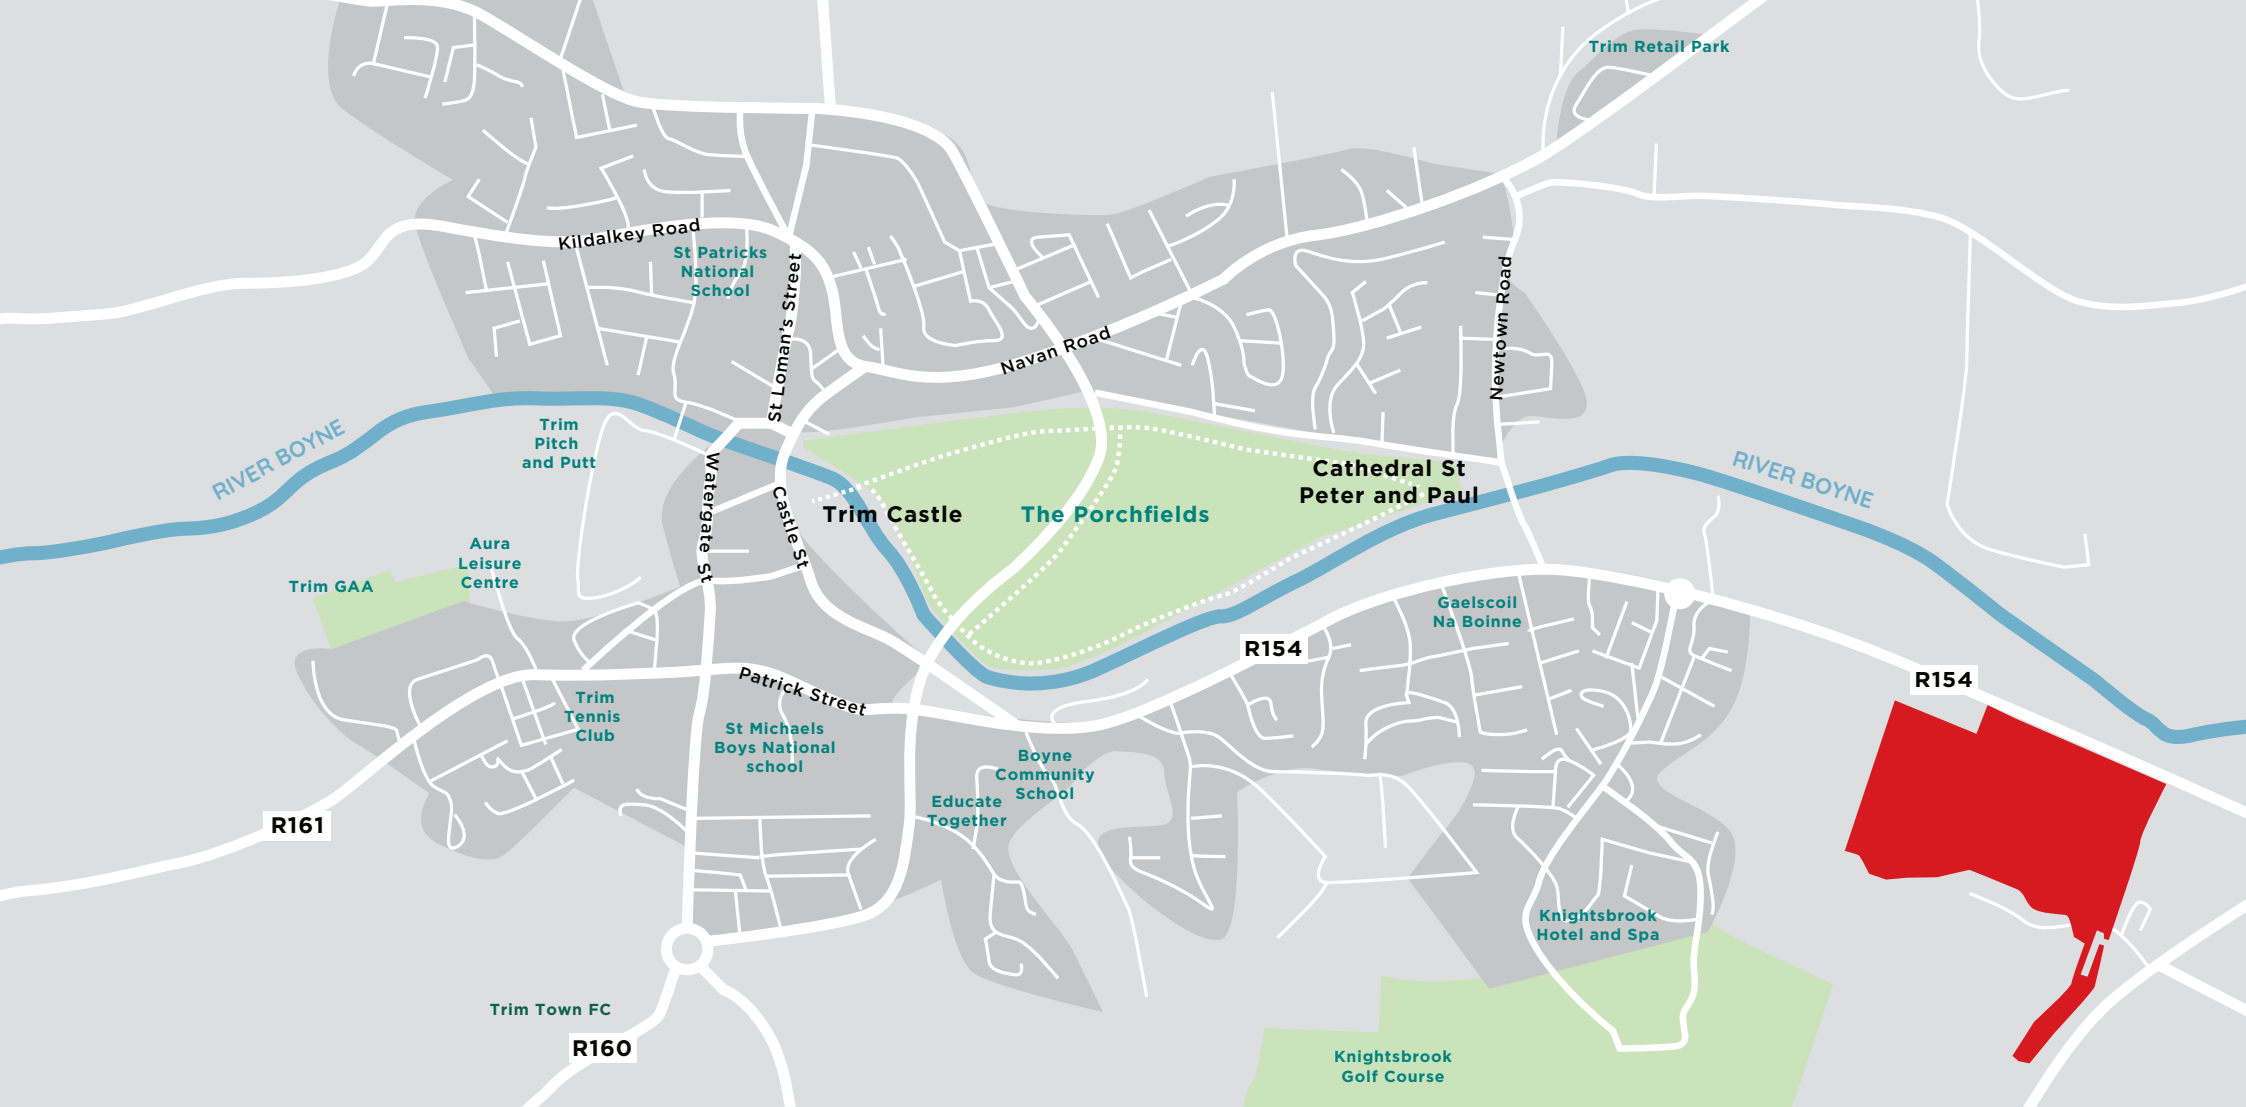 Trim Retail Park
Kildalkey Road
St Patricks
National
School
St Loman's Street
Newtown Road
Navan Road
RIVER BOYNE
Trim
Pitch
and Putt
Watergate St
Castle St
Trim Castle
The Porchfields
Cathedral St
Peter and Paul
RIVER BOYNE
Aura
Leisure
Centre
Trim GAA
Gaelscoil
Na Boinne
R154
R154
Patrick Street
Trim
Tennis
Club
St Michaels
Boys National
school
Boyne
Community
School
Educate
Together
R161
Knightsbrook
Hotel and Spa
Trim Town FC
R160
Knightsbrook
Golf Course